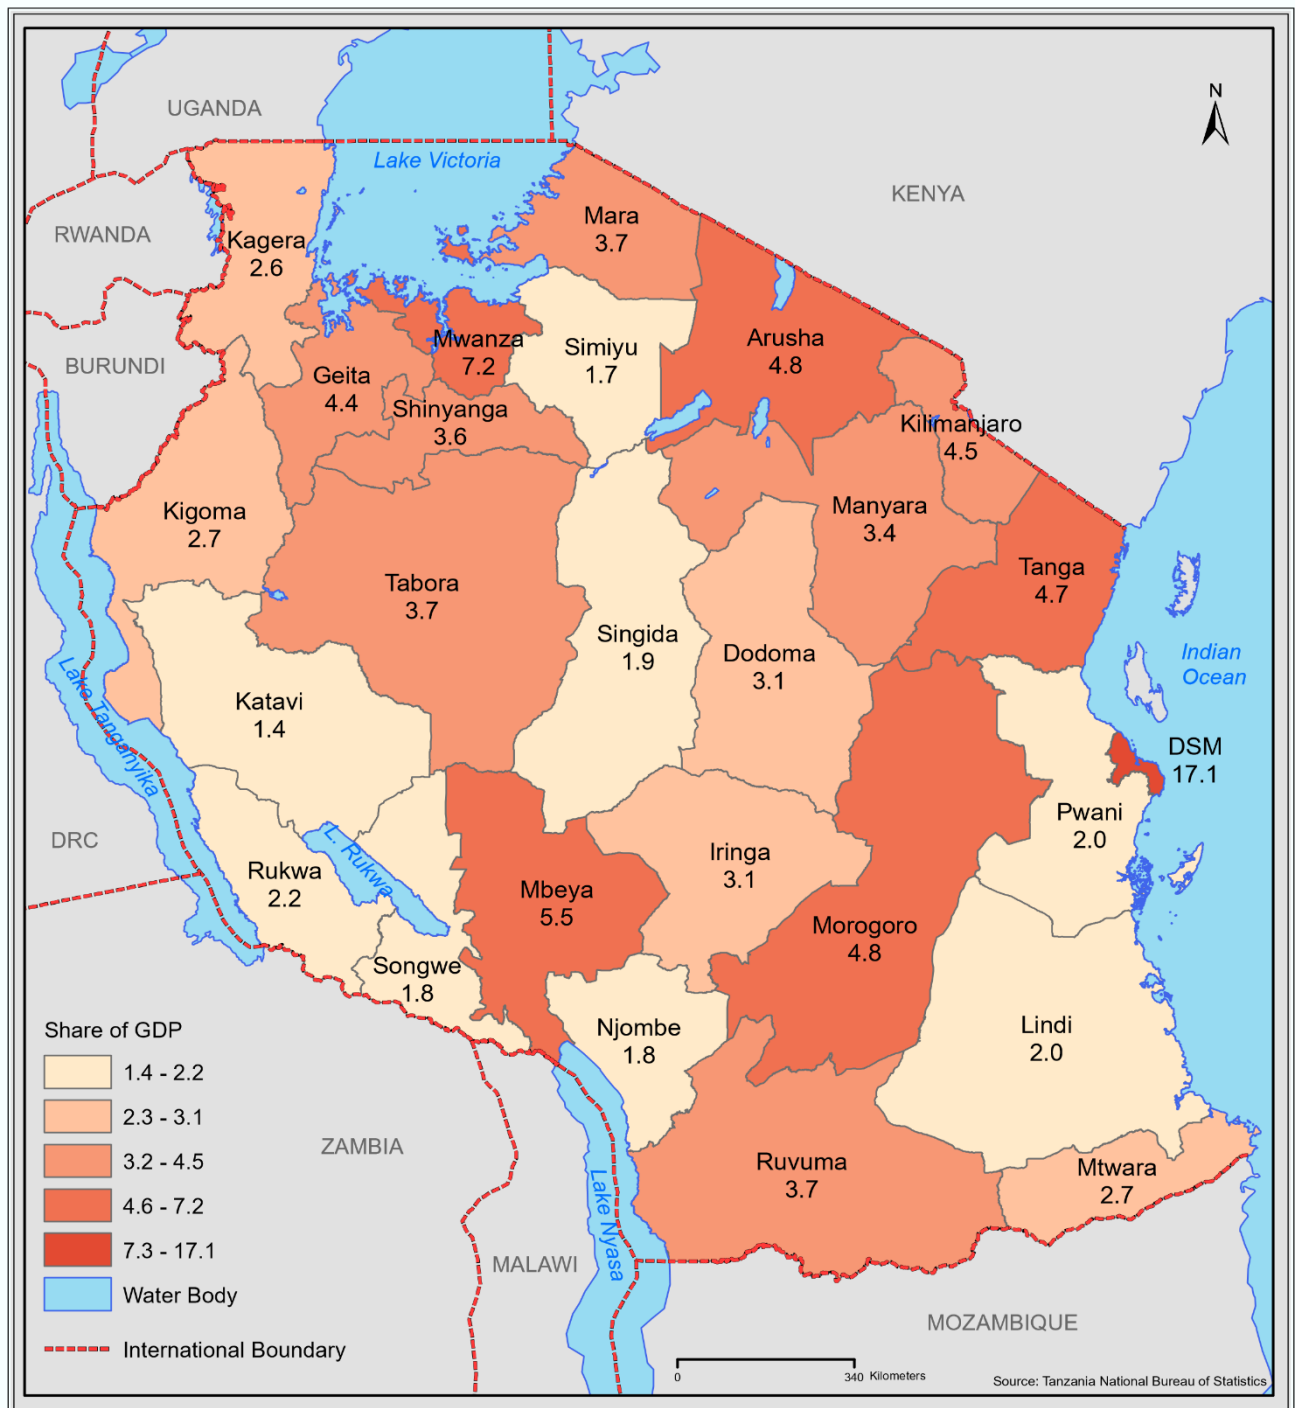 N
UGANDA
Lake Victoria
KENYA
RWANDA
Mara
3.7
Kagera
2.6
BURUNDI
Mwanza
7.2
Simiyu
1.7
Arusha
4.8
Geita
4.4
Shinyanga
3.6
Kilimanjaro
4.5
Kigoma
2.7
Manyara
3.4
Tabora
3.7
Tanga
4.7
Singida
1.9
Dodoma
3.1
Indian
Ocean
Lake Tanganyika
Katavi
1.4
DSM
17.1
Pwani
2.0
DRC
L. Rukwa
Rukwa
2.2
Iringa
3.1
Mbeya
5.5
Morogoro
4.8
Songwe
1.8
Njombe
1.8
Lindi
2.0
Share of GDP
1.4 - 2.2
2.3 - 3.1
3.2 - 4.5
4.6 - 7.2
7.3 - 17.1
Water Body
International Boundary
ZAMBIA
Ruvuma
3.7
Mtwara
2.7
Lake Nyasa
MALAWI
MOZAMBIQUE
0 340 Kilometers
Source: Tanzania National Bureau of Statistics